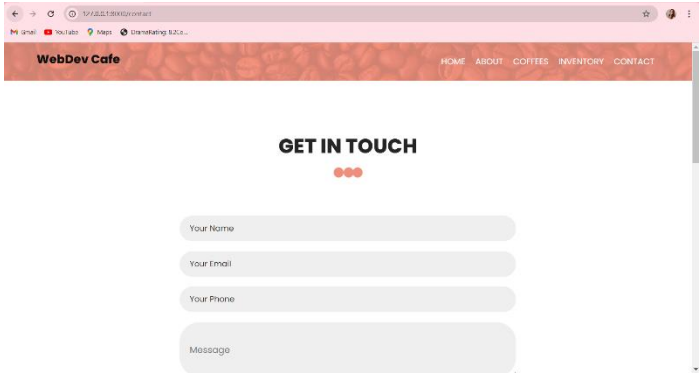 Gmail YouTube Maps
WebDev Cafe
HOME ABOUT COFFEES INVENTORY CONTACT
GET IN TOUCH
Your Name
Your Email
Your Phone
Message